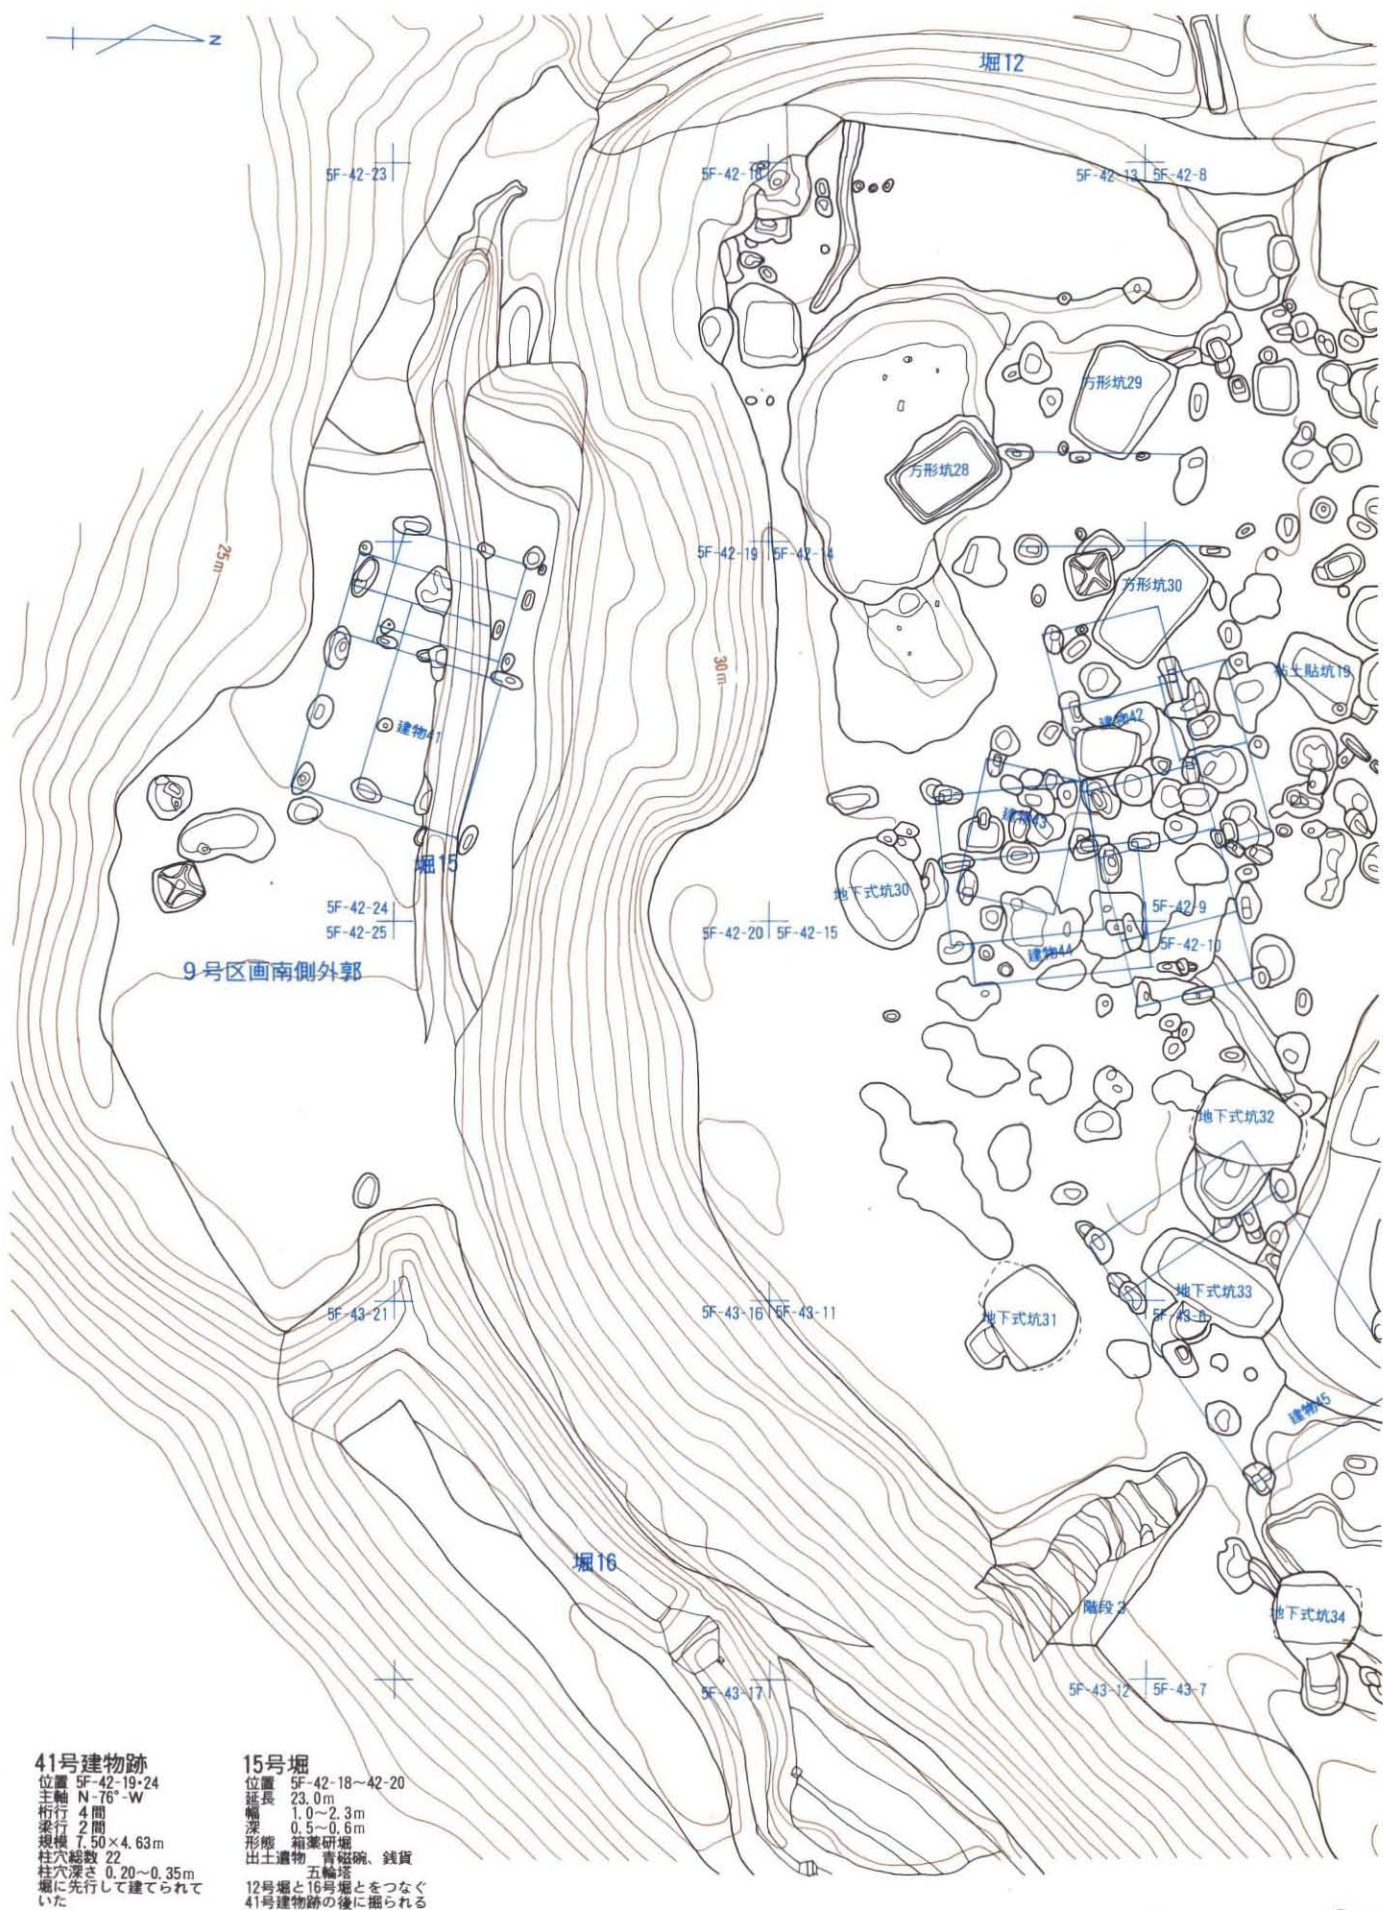 N
堀12
5F-42-23
5F-42-18
5F-42-13
5F-42-8
方形坑29
方形坑28
25m
5F-42-19
5F-42-14
方形坑30
30m
粘土貼坑19
建物42
建物41
建物43
堀15
地下式坑30
5F-42-24
5F-42-25
5F-42-20
5F-42-15
5F-42-9
5F-42-10
建物44
9号区画南側外郭
地下式坑32
地下式坑33
5F-43-21
5F-43-16
5F-43-11
地下式坑31
5F-43-6
建物45
堀16
階段3
地下式坑34
5F-43-17
5F-43-12
5F-43-7
41号建物跡
位置 5F-42-19・24
主軸 N-76°-W
桁行 4間
梁行 2間
規模 7.50×4.63m
柱穴総数 22
柱穴深さ 0.20~0.35m
堀に先行して建てられて
いた
15号堀
位置 5F-42-18~42-20
延長 23.0m
幅 1.0~2.3m
深 0.5~0.6m
形態 箱薬研堀
出土遺物 青磁碗、銭貨
五輪塔
12号堀と16号堀とをつなぐ
41号建物跡の後に掘られる